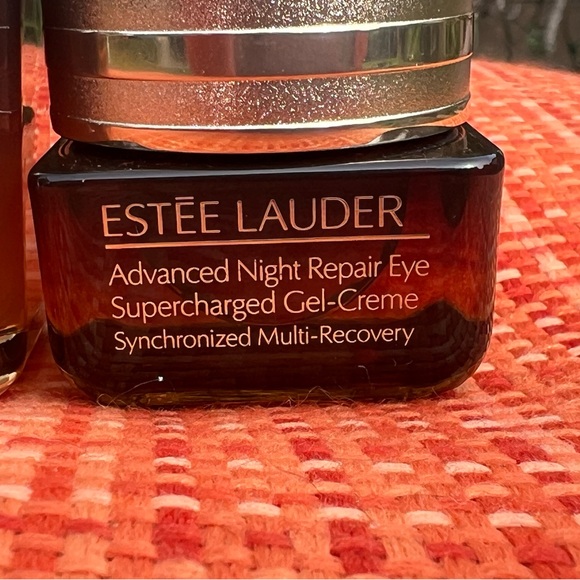 ESTĒE LAUDER
Advanced Night Repair Eye
Supercharged Gel-Creme
Synchronized Multi-Recovery